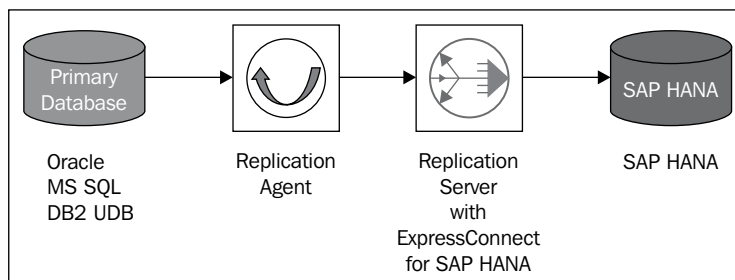 Primary
Database
SAP HANA
Oracle
MS SQL
DB2 UDB
Replication
Agent
Replication
Server
with
ExpressConnect
for SAP HANA
SAP HANA